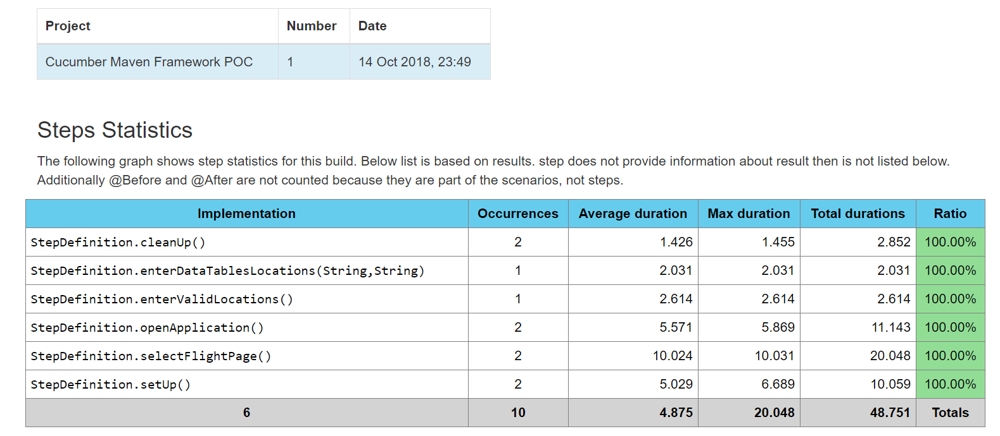 Project Number Date
Cucumber Maven Framework POC 1 14 Oct 2018, 23:49
Steps Statistics
The following graph shows step statistics for this build. Below list is based on results. step does not provide information about result then is not listed below.
Additionally @Before and @After are not counted because they are part of the scenarios, not steps.
Implementation Occurrences Average duration Max duration Total durations Ratio
StepDefinition.cleanUp() 2 1.426 1.455 2.852 100.00%
StepDefinition.enterDataTablesLocations(String,String) 1 2.031 2.031 2.031 100.00%
StepDefinition.enterValidLocations() 1 2.614 2.614 2.614 100.00%
StepDefinition.openApplication() 2 5.571 5.869 11.143 100.00%
StepDefinition.selectFlightPage() 2 10.024 10.031 20.048 100.00%
StepDefinition.setUp() 2 5.029 6.689 10.059 100.00%
6 10 4.875 20.048 48.751 Totals